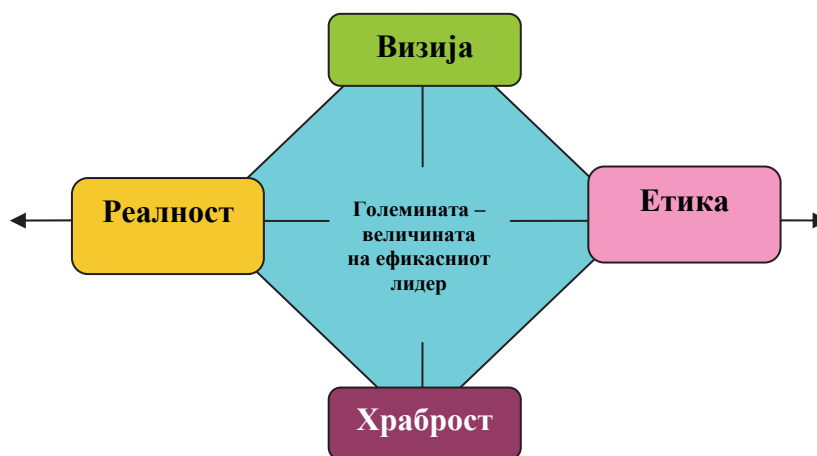 Визија
Реалност
Етика
Големината –
величината
на ефикасниот
лидер
Храброст